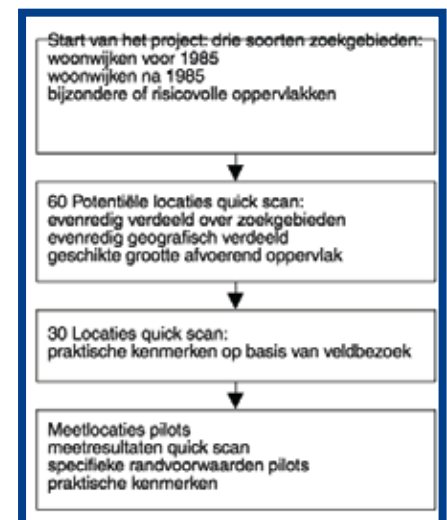 Start van het project: drie soorten zoekgebieden:
woonwijken voor 1985
woonwijken na 1985
bijzondere of risicovolle oppervlakken
60 Potentiële locaties quick scan:
evenredig verdeeld over zoekgebieden
evenredig geografisch verdeeld
geschikte grootte afvoerend oppervlak
30 Locaties quick scan:
praktische kenmerken op basis van veldbezoek
Meetlocaties pilots
meetresultaten quick scan
specifieke randvoorwaarden pilots
praktische kenmerken